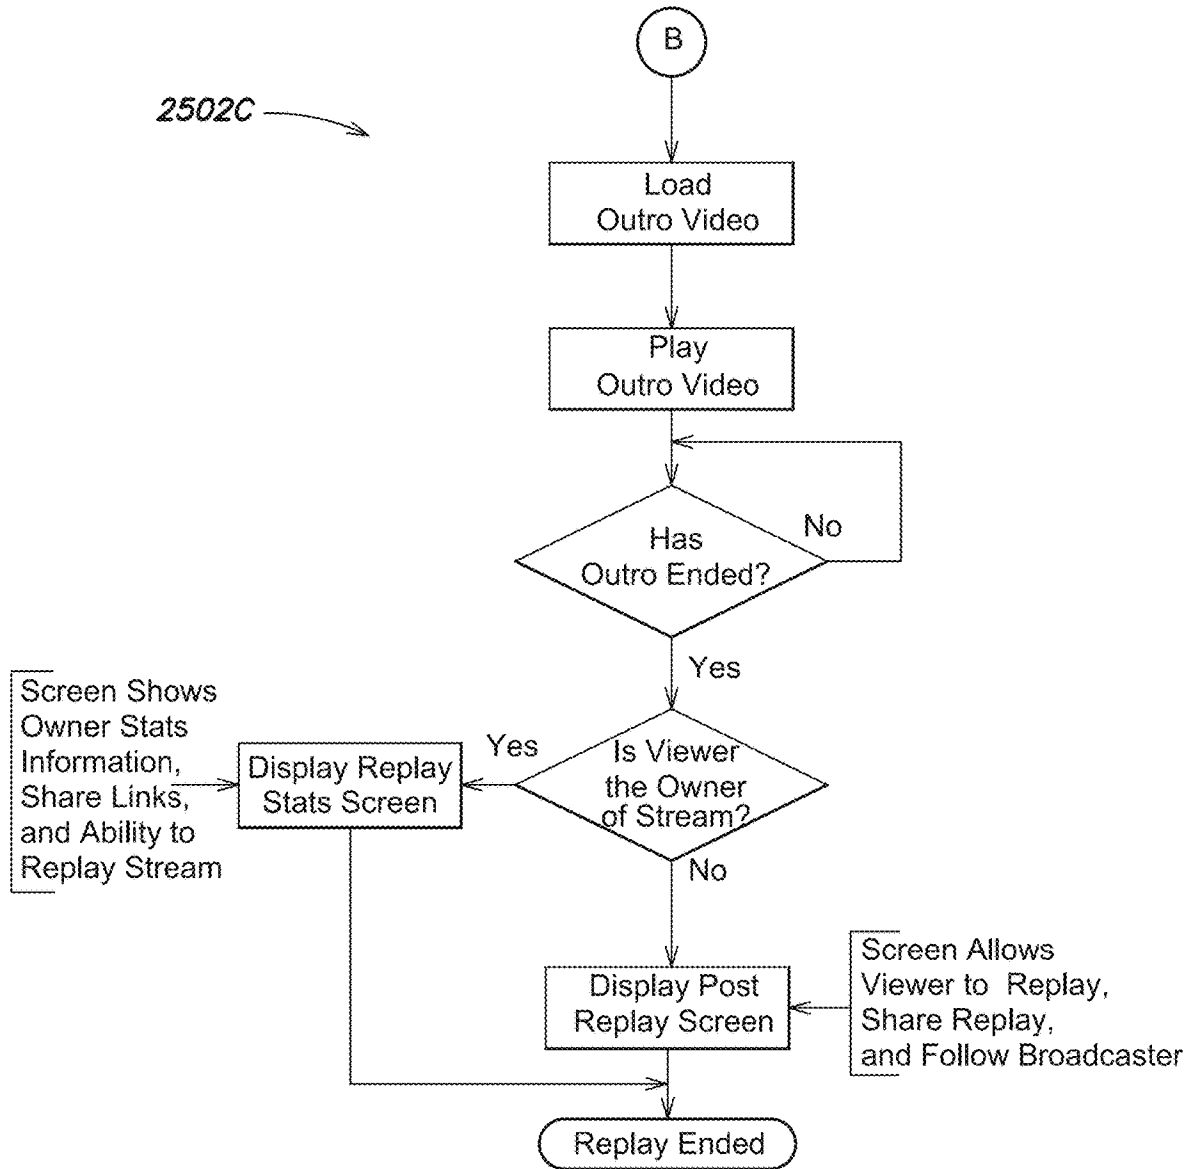 B
2502C
Load
Outro Video
Play
Outro Video
Has
Outro Ended?
No
Yes
Is Viewer
the Owner
of Stream?
Yes
No
Display Replay
Stats Screen
Screen Shows
Owner Stats
Information,
Share Links,
and Ability to
Replay Stream
Display Post
Replay Screen
Screen Allows
Viewer to Replay,
Share Replay,
and Follow Broadcaster
Replay Ended